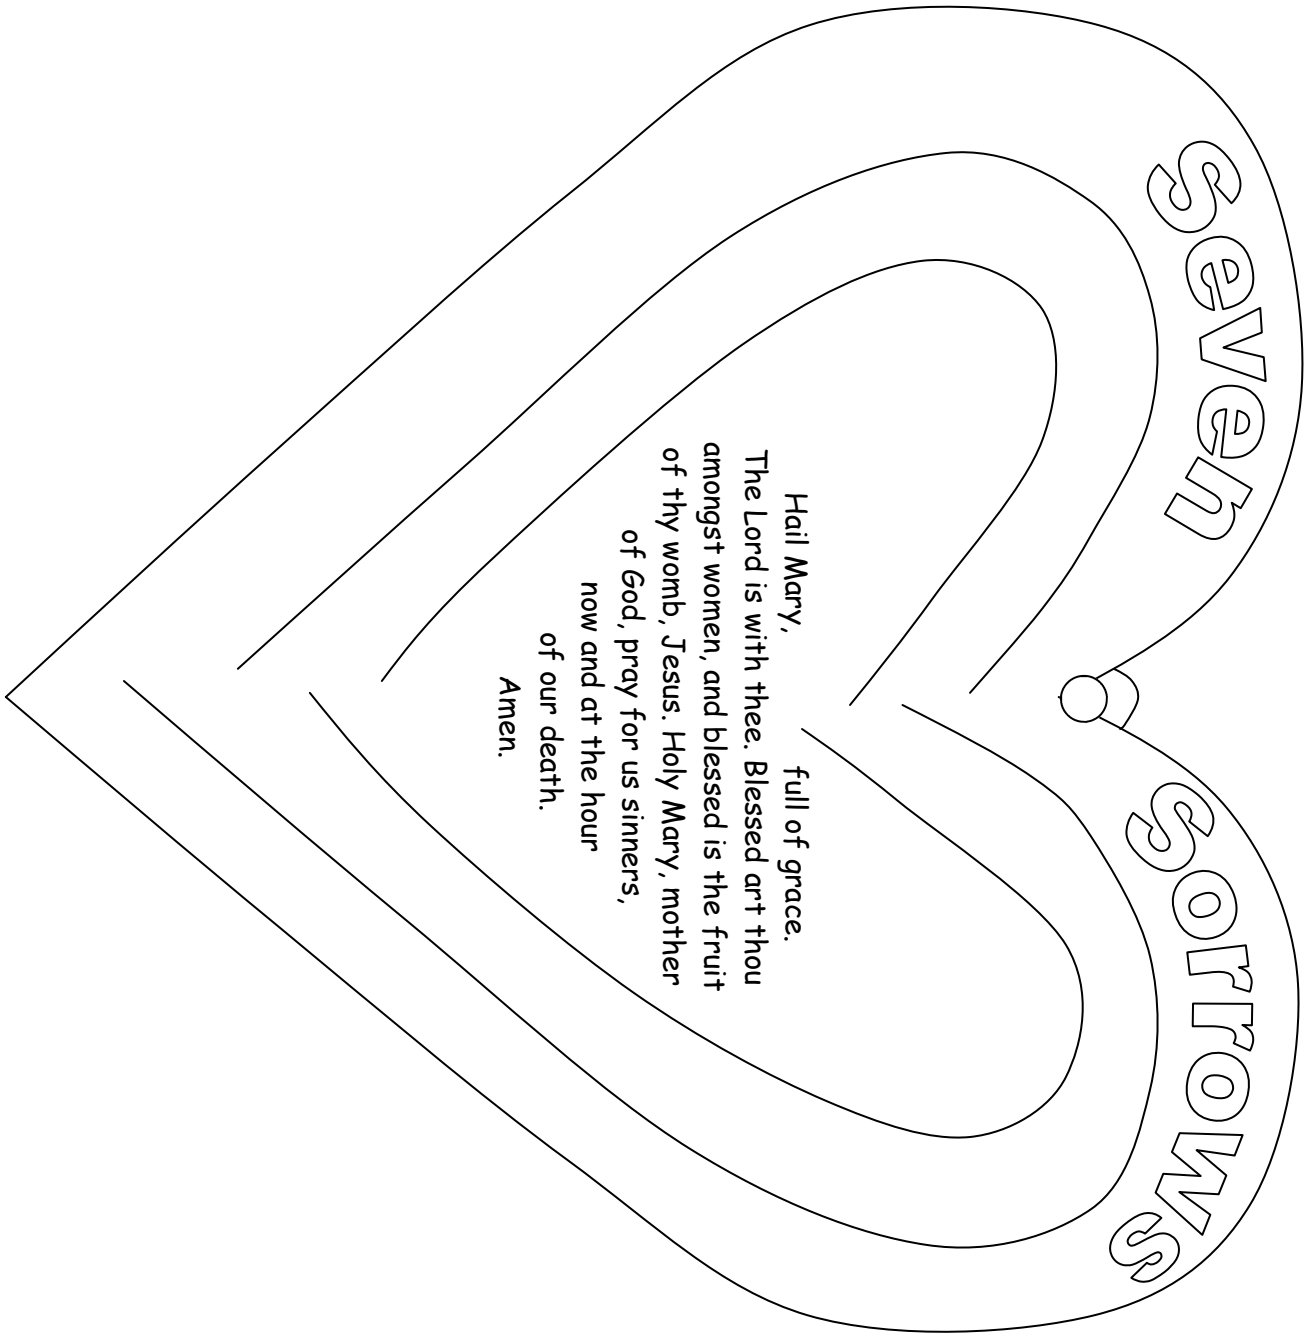 Seven Sorrows
Hail Mary, full of grace.
The Lord is with thee. Blessed art thou
amongst women, and blessed is the fruit
of thy womb, Jesus. Holy Mary, mother
of God, pray for us sinners,
now and at the hour
of our death.
Amen.